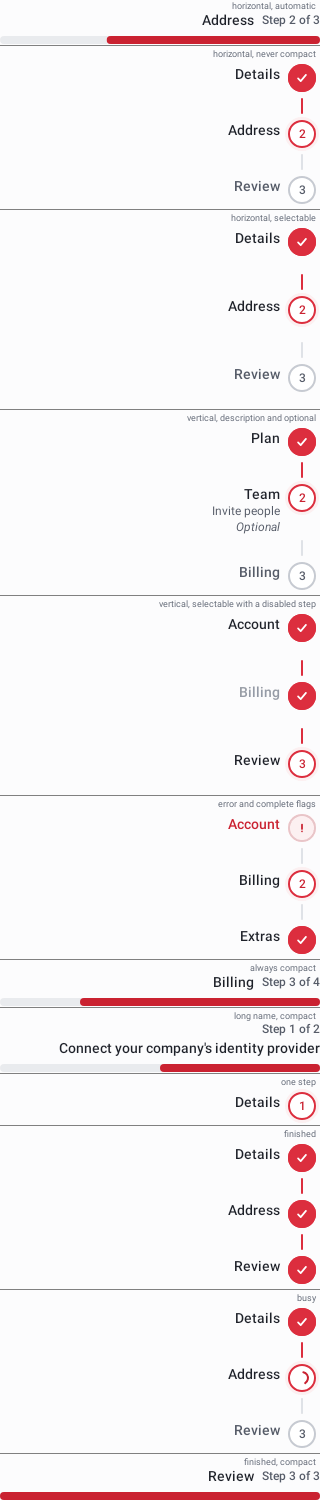 horizontal, automatic
Address Step 2 of 3
horizontal, never compact
Details
Address 2
Review 3
horizontal, selectable
Details
Address 2
Review 3
vertical, description and optional
Plan
Team 2
Invite people
Optional
Billing 3
vertical, selectable with a disabled step
Account
Billing
Review 3
error and complete flags
Account !
Billing 2
Extras
always compact
Billing Step 3 of 4
long name, compact
Step 1 of 2
Connect your company's identity provider
one step
Details 1
finished
Details
Address
Review
busy
Details
Address
Review 3
finished, compact
Review Step 3 of 3